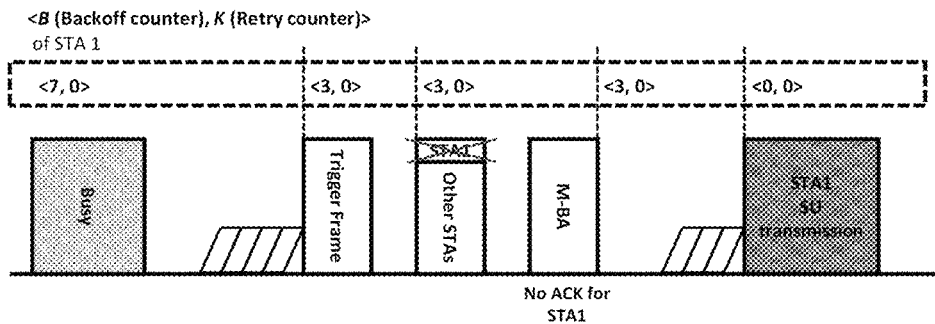 <B (Backoff counter), K (Retry counter)>
of STA 1
<7, 0>
<3, 0>
<3, 0>
<3, 0>
<0, 0>
Busy
Trigger Frame
STA1
Other STAs
M-BA
STA1
SU
transmission
No ACK for
STA1